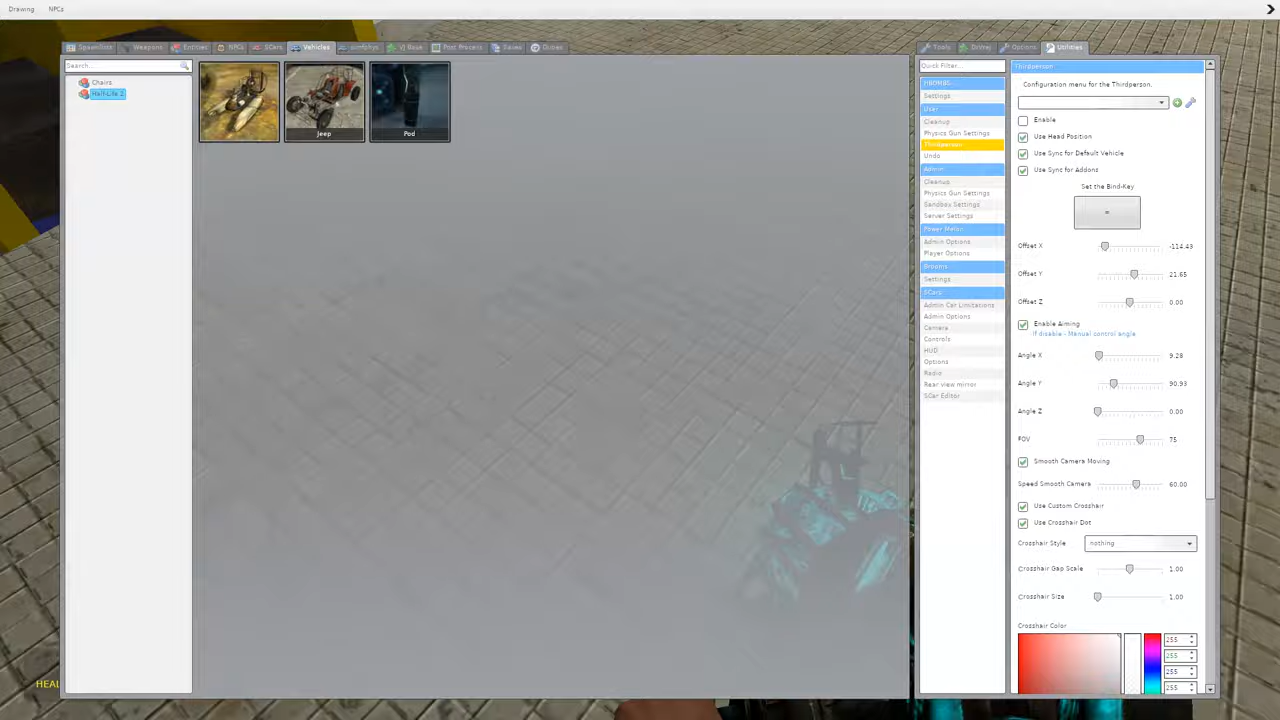 Drawing NPCs
Spawnlists Weapons Entities NPCs SCars Vehicles simfphys VJ Base Post Process Saves Dupes
Tools DrVrej Options Utilities
Search...
Chairs
Half-Life 2
Jeep
Pod
Quick Filter...
Settings
User
Cleanup
Physics Gun Settings
Thirdperson
Undo
Admin
Cleanup
Physics Gun Settings
Sandbox Settings
Server Settings
Admin Options
Player Options
Settings
SCars
Admin Car Limitations
Admin Options
Camera
Controls
HUD
Options
Radio
Rear view mirror
SCar Editor
Thirdperson
Configuration menu for the Thirdperson.
Enable
Use Head Position
Use Sync for Default Vehicle
Use Sync for Addons
Set the Bind-Key
=
Offset X -114.43
Offset Y 21.65
Offset Z 0.00
Enable Aiming
If disable - Manual control angle
Angle X 9.28
Angle Y 90.93
Angle Z 0.00
FOV 75
Smooth Camera Moving
Speed Smooth Camera 60.00
Use Custom Crosshair
Use Crosshair Dot
Crosshair Style nothing
Crosshair Gap Scale 1.00
Crosshair Size 1.00
Crosshair Color
255
255
255
255
HEAL